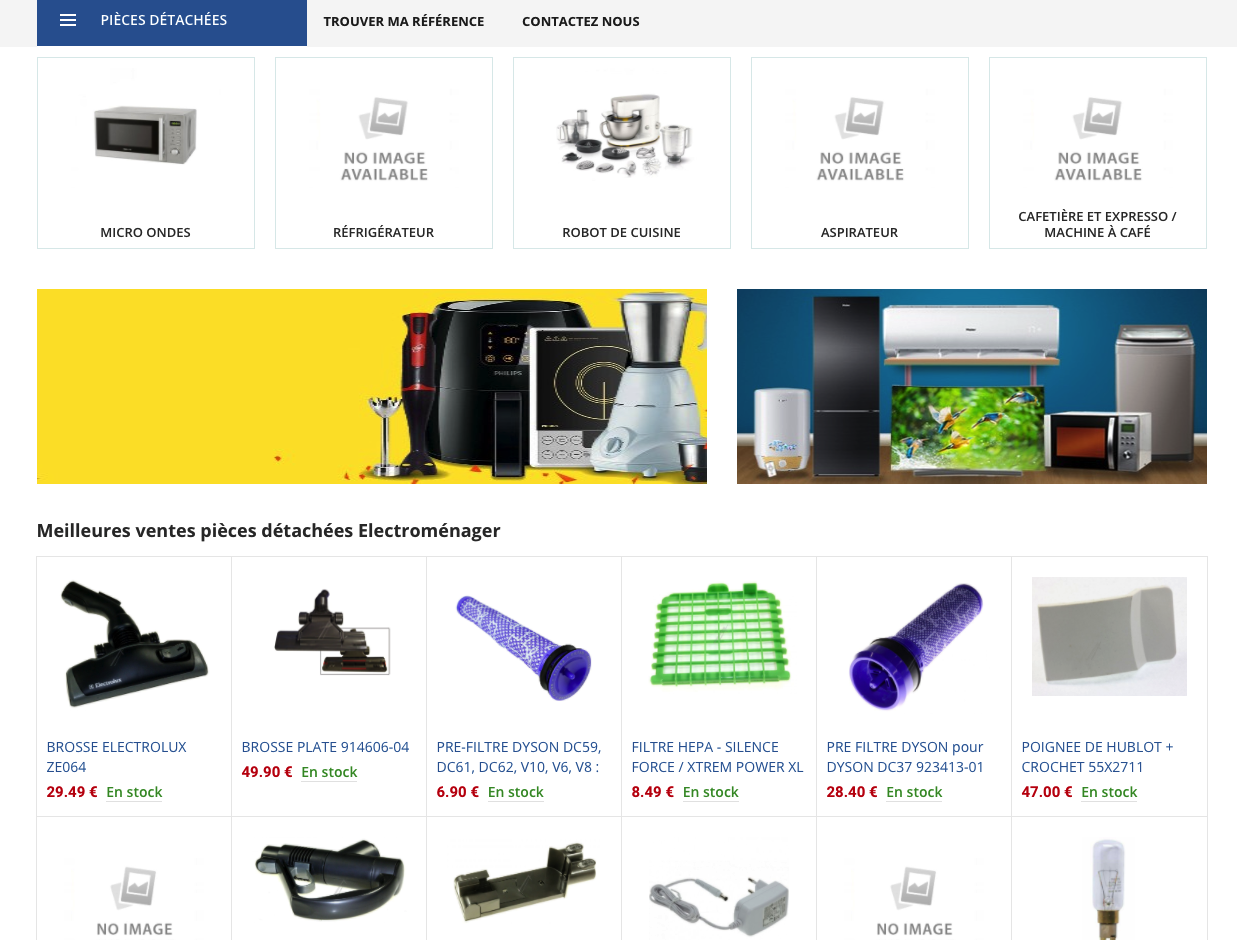 PIÈCES DÉTACHÉES
TROUVER MA RÉFÉRENCE
CONTACTEZ NOUS
NO IMAGE
AVAILABLE
NO IMAGE
AVAILABLE
NO IMAGE
AVAILABLE
MICRO ONDES
RÉFRIGÉRATEUR
ROBOT DE CUISINE
ASPIRATEUR
CAFETIÈRE ET EXPRESSO /
MACHINE À CAFÉ
180°
PHILIPS
Meilleures ventes pièces détachées Electroménager
Electrolux
BROSSE ELECTROLUX
ZE064
29.49 € En stock
BROSSE PLATE 914606-04
49.90 € En stock
PRE-FILTRE DYSON DC59,
DC61, DC62, V10, V6, V8 :
6.90 € En stock
FILTRE HEPA - SILENCE
FORCE / XTREM POWER XL
8.49 € En stock
PRE FILTRE DYSON pour
DYSON DC37 923413-01
28.40 € En stock
POIGNEE DE HUBLOT +
CROCHET 55X2711
47.00 € En stock
NO IMAGE
NO IMAGE